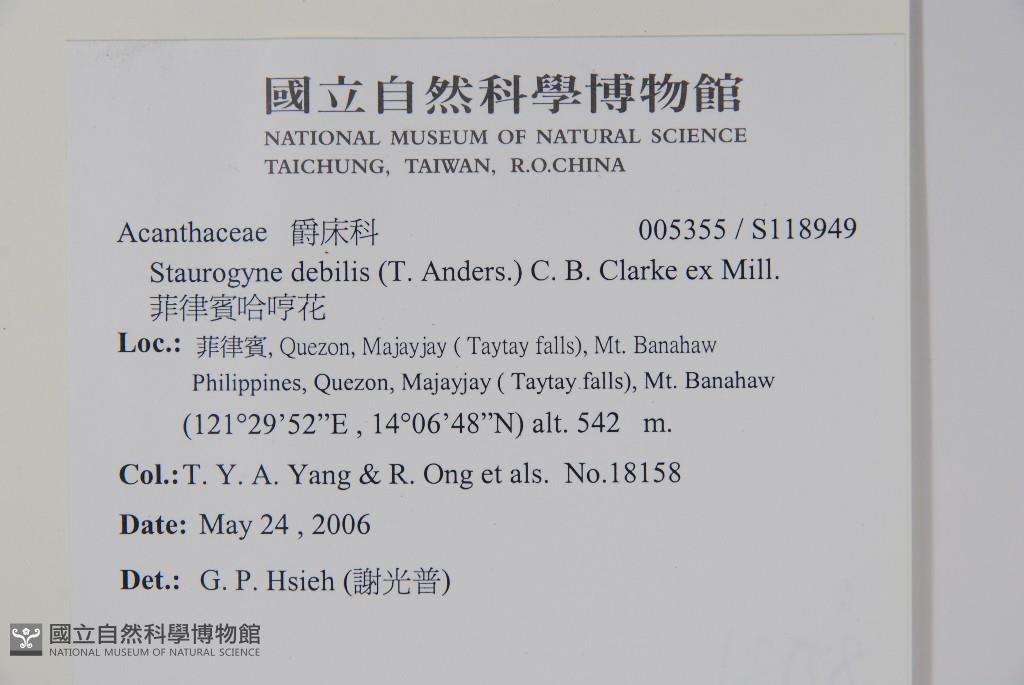 國立自然科學博物館
NATIONAL MUSEUM OF NATURAL SCIENCE
TAICHUNG, TAIWAN, R.O.CHINA
Acanthaceae 爵床科 005355 / S118949
Staurogyne debilis (T. Anders.) C. B. Clarke ex Mill.
菲律賓哈哼花
Loc.: 菲律賓, Quezon, Majayjay ( Taytay falls), Mt. Banahaw
Philippines, Quezon, Majayjay ( Taytay falls), Mt. Banahaw
(121°29’52”E , 14°06’48”N) alt. 542 m.
Col.: T. Y. A. Yang & R. Ong et als. No.18158
Date: May 24 , 2006
Det.: G. P. Hsieh (謝光普)
國立自然科學博物館
NATIONAL MUSEUM OF NATURAL SCIENCE